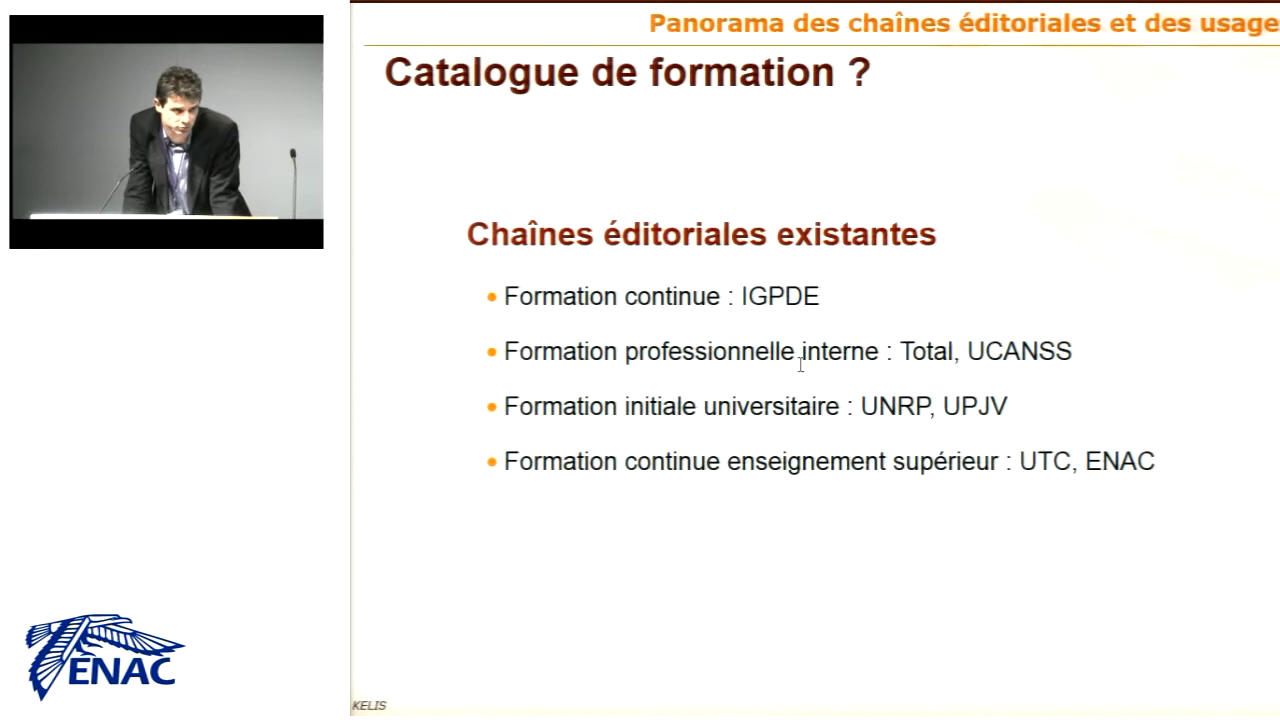 Panorama des chaînes éditoriales et des usage
Catalogue de formation ?
Chaînes éditoriales existantes
• Formation continue : IGPDE
• Formation professionnelle interne : Total, UCANSS
• Formation initiale universitaire : UNRP, UPJV
• Formation continue enseignement supérieur : UTC, ENAC
ENAC
KELIS